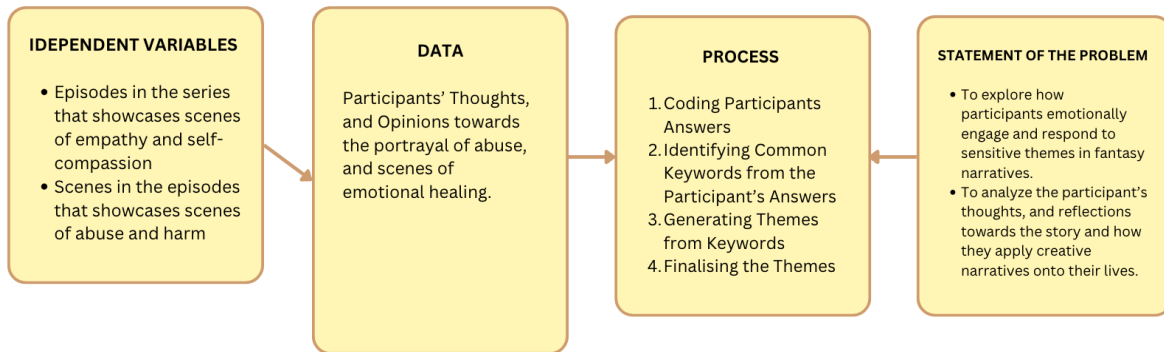 IDEPENDENT VARIABLES
• Episodes in the series
that showcases scenes
of empathy and self-
compassion
• Scenes in the episodes
that showcases scenes
of abuse and harm
DATA
Participants’ Thoughts,
and Opinions towards
the portrayal of abuse,
and scenes of
emotional healing.
PROCESS
1. Coding Participants
Answers
2. Identifying Common
Keywords from the
Participant’s Answers
3. Generating Themes
from Keywords
4. Finalising the Themes
STATEMENT OF THE PROBLEM
• To explore how
participants emotionally
engage and respond to
sensitive themes in fantasy
narratives.
• To analyze the participant’s
thoughts, and reflections
towards the story and how
they apply creative
narratives onto their lives.